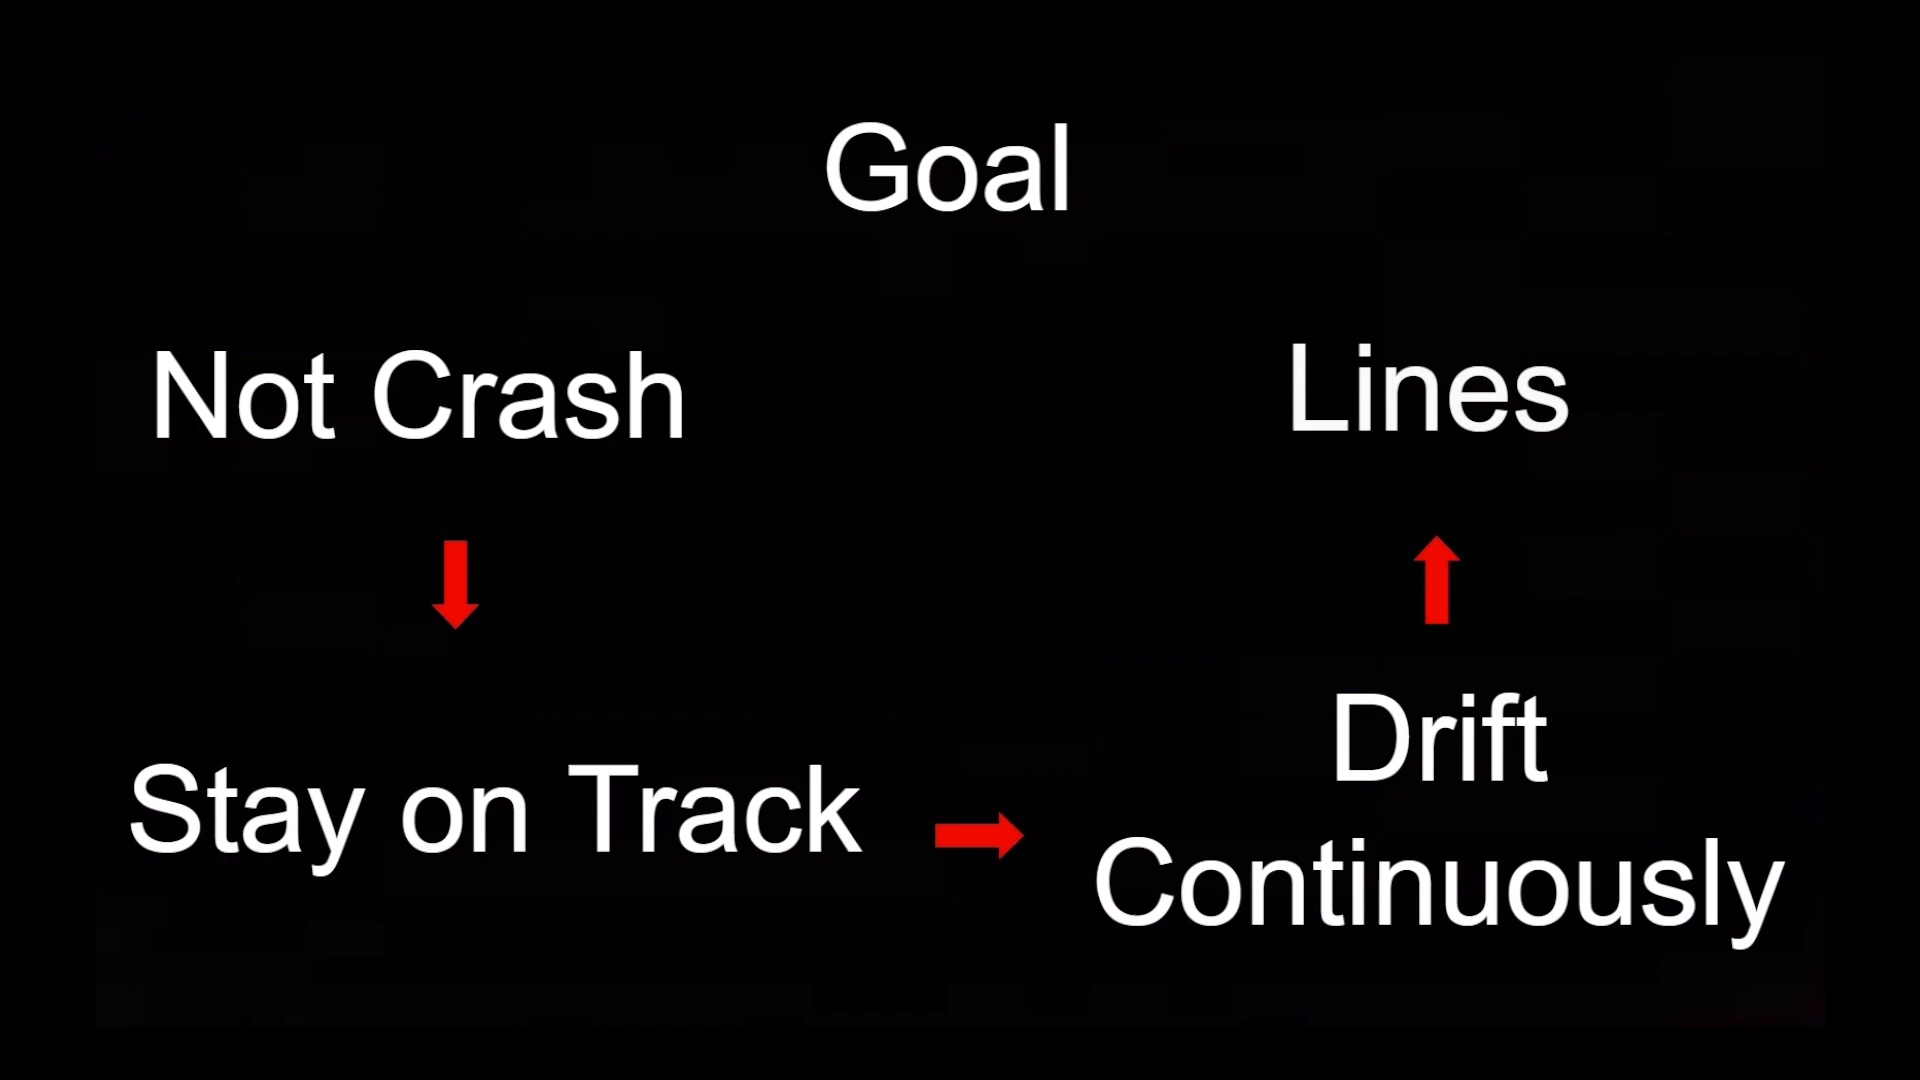 Goal
Not Crash
Lines
Stay on Track
Drift
Continuously